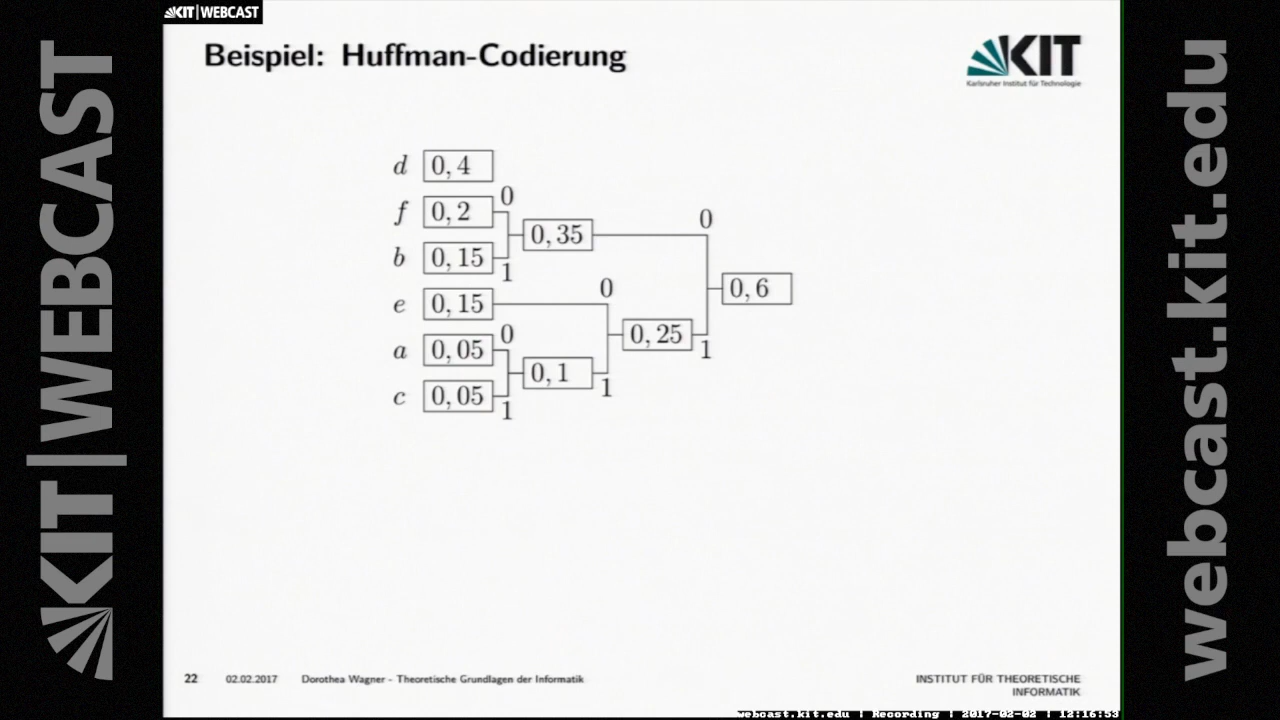 KIT|WEBCAST
KIT|WEBCAST
Beispiel: Huffman-Codierung
KIT
Karlsruher Institut für Technologie
d 0,4
0
f 0,2
0
0,35
b 0,15
1
0
0,6
e 0,15
0
0,25
1
a 0,05
0,1
1
c 0,05
1
22 02.02.2017 Dorothea Wagner - Theoretische Grundlagen der Informatik
INSTITUT FÜR THEORETISCHE
INFORMATIK
webcast.kit.edu | Recording | 2017-02-02 | 12:16:53
webcast.kit.edu